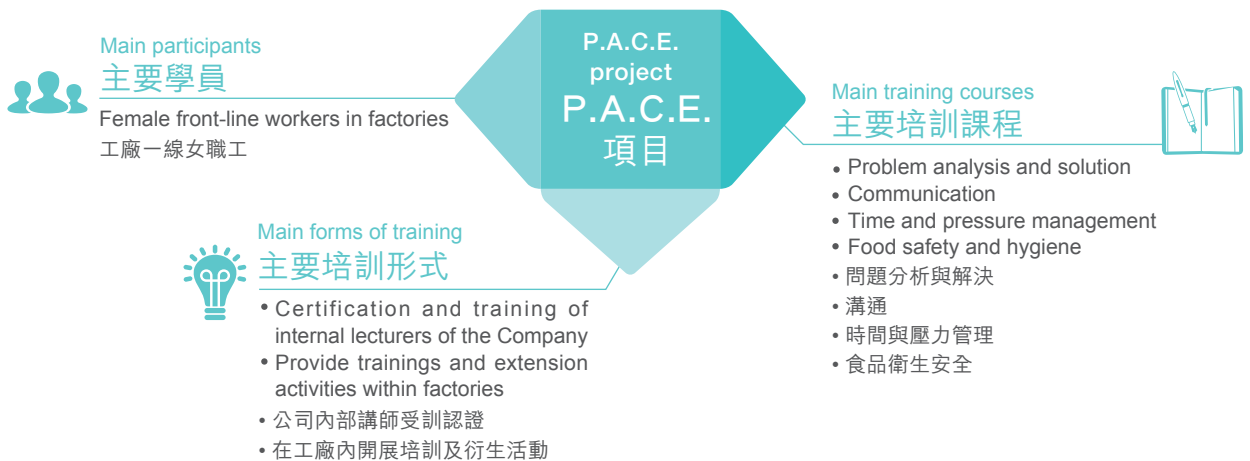 P.A.C.E.
project
P.A.C.E.
項目
Main participants
主要學員
Female front-line workers in factories
工廠一線女職工
Main forms of training
主要培訓形式
• Certification and training of
internal lecturers of the Company
• Provide trainings and extension
activities within factories
• 公司內部講師受訓認證
• 在工廠內開展培訓及衍生活動
Main training courses
主要培訓課程
• Problem analysis and solution
• Communication
• Time and pressure management
• Food safety and hygiene
• 問題分析與解決
• 溝通
• 時間與壓力管理
• 食品衛生安全